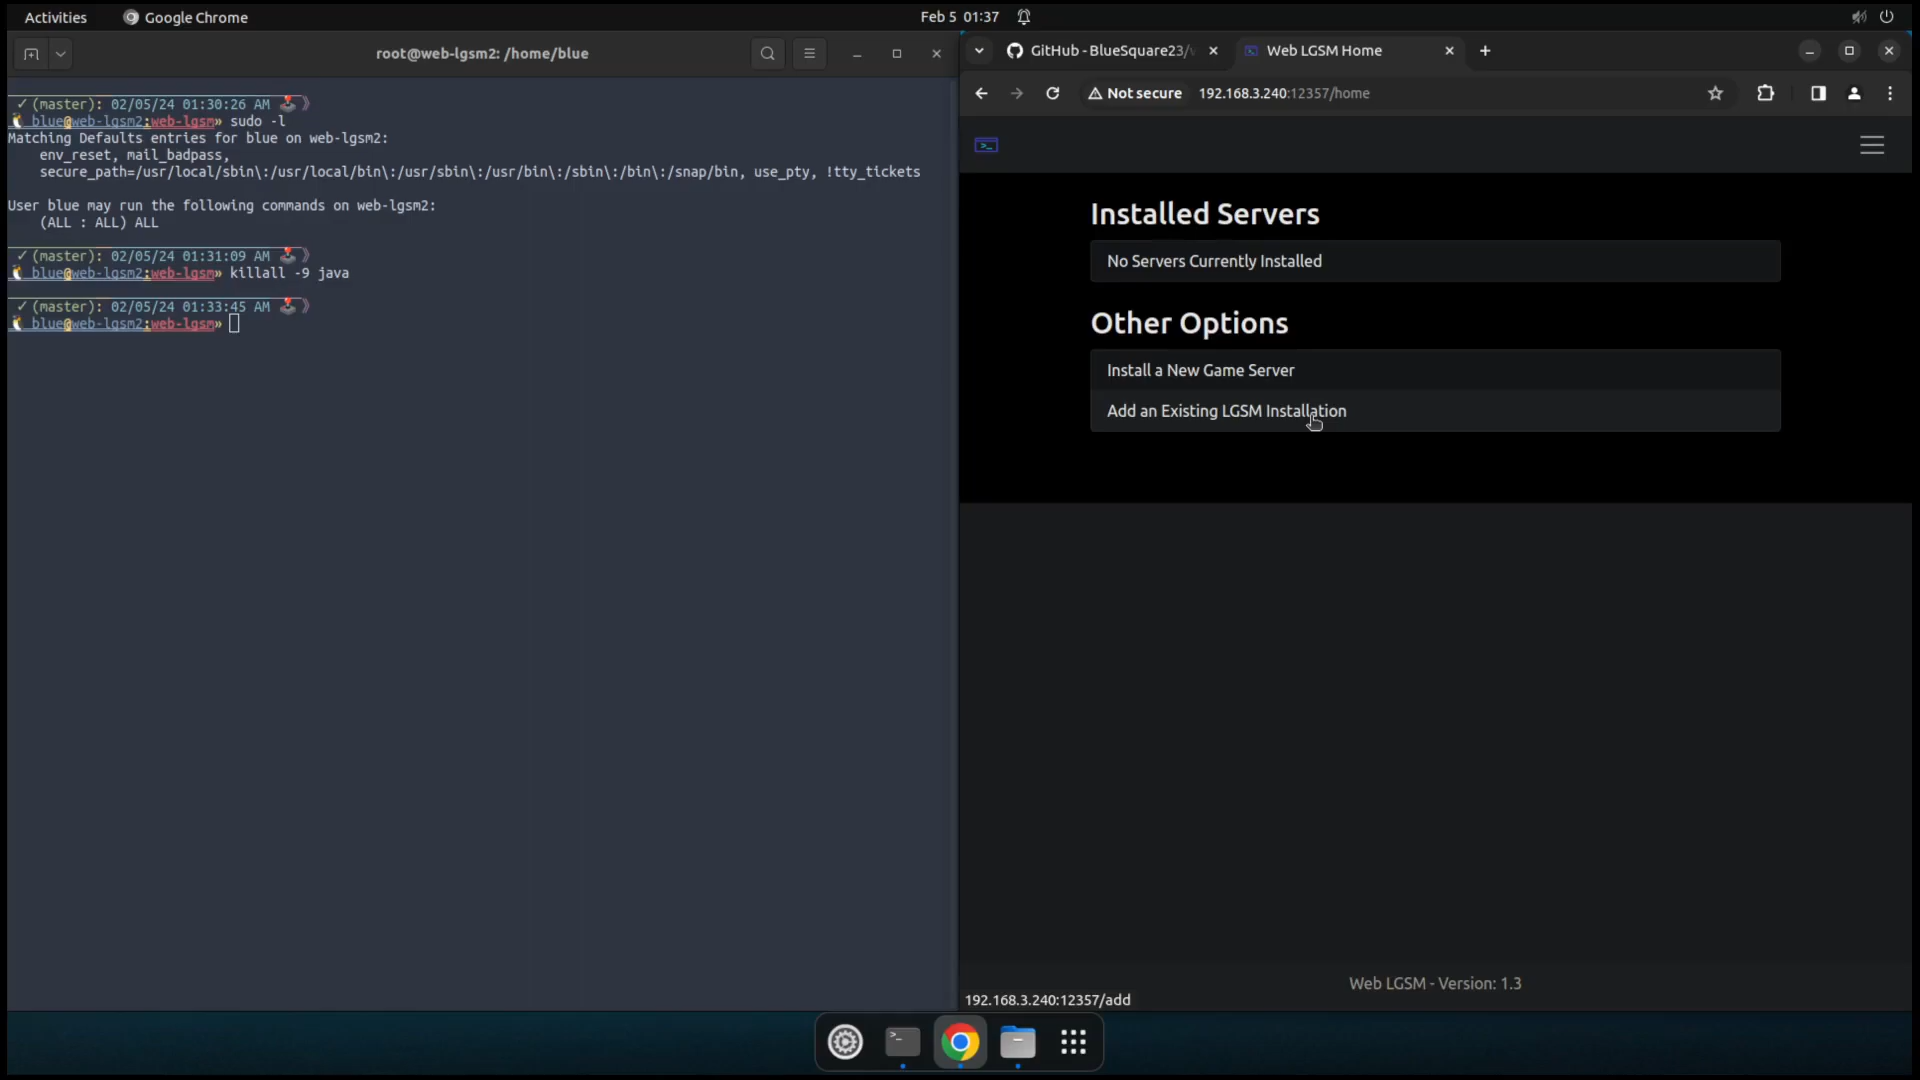 Activities Google Chrome Feb 5 01:37
root@web-lgsm2: /home/blue
✓ (master): 02/05/24 01:30:26 AM 🕹️ 》
🐧 blue@web-lgsm2:web-lgsm» sudo -l
Matching Defaults entries for blue on web-lgsm2:
env_reset, mail_badpass,
secure_path=/usr/local/sbin\:/usr/local/bin\:/usr/sbin\:/usr/bin\:/sbin\:/bin\:/snap/bin, use_pty, !tty_tickets
User blue may run the following commands on web-lgsm2:
(ALL : ALL) ALL
✓ (master): 02/05/24 01:31:09 AM 🕹️ 》
🐧 blue@web-lgsm2:web-lgsm» killall -9 java
✓ (master): 02/05/24 01:33:45 AM 🕹️ 》
🐧 blue@web-lgsm2:web-lgsm»
GitHub - BlueSquare23/ Web LGSM Home
Not secure 192.168.3.240:12357/home
Installed Servers
No Servers Currently Installed
Other Options
Install a New Game Server
Add an Existing LGSM Installation
Web LGSM - Version: 1.3
192.168.3.240:12357/add